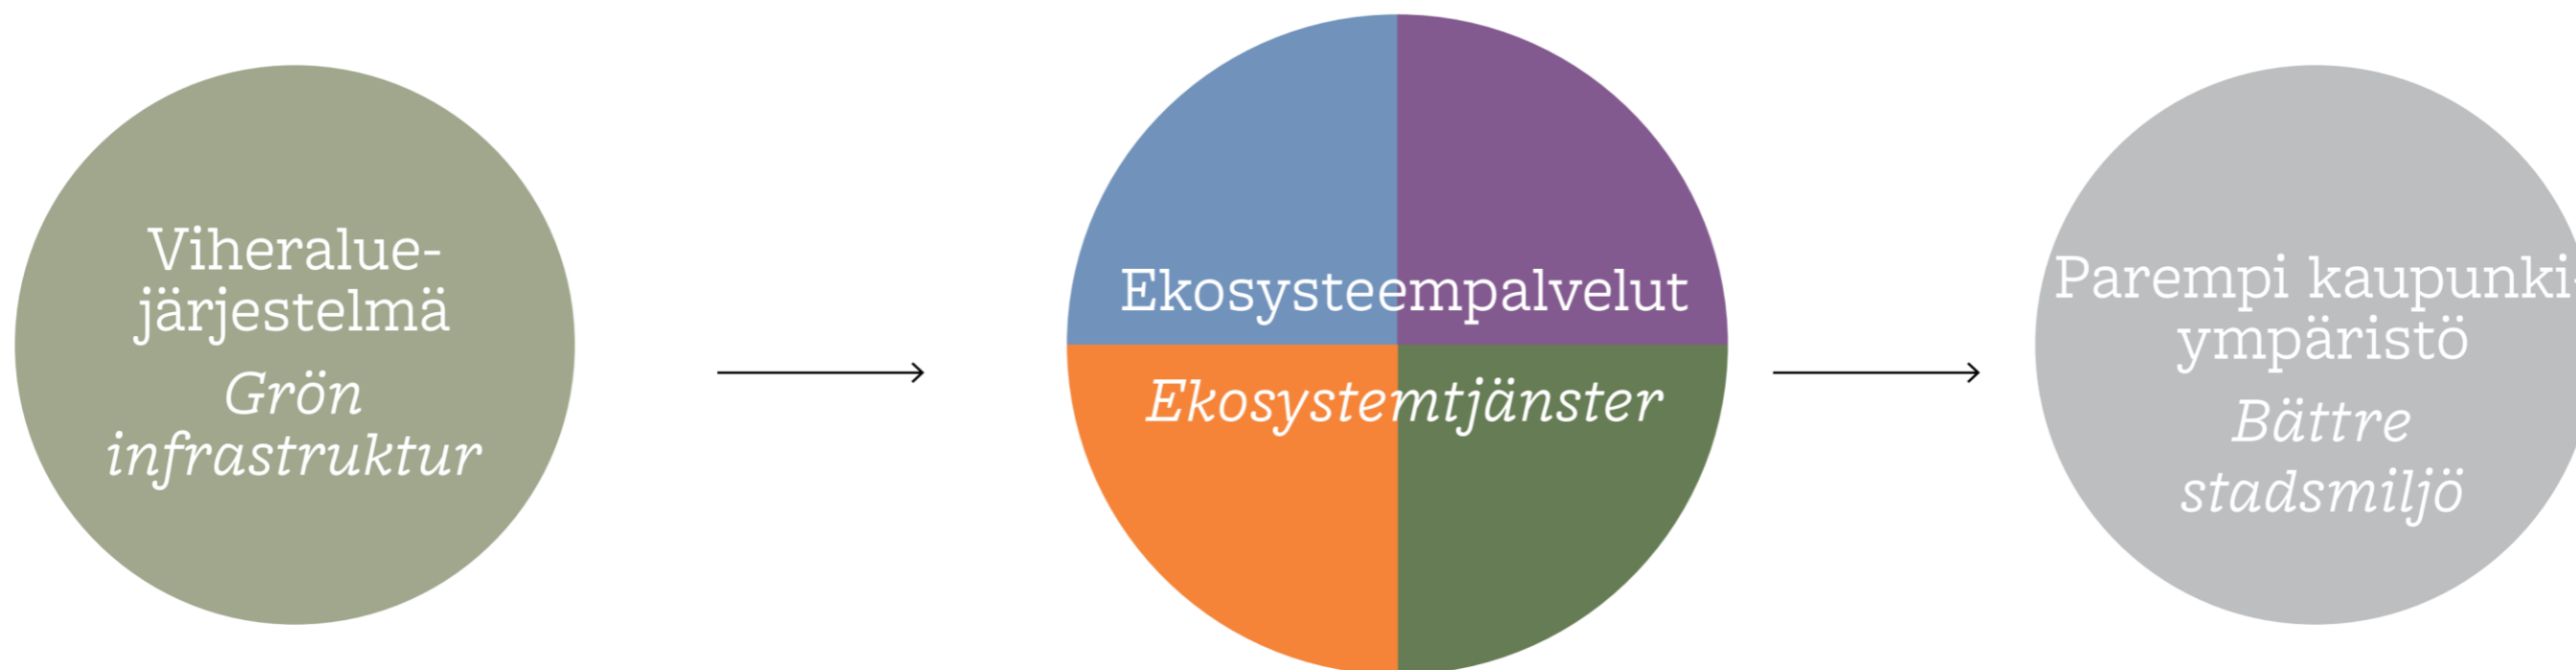 Viheralue-
järjestelmä
Grön
infrastruktur
Ekosysteempalvelut
Ekosystemtjänster
Parempi kaupunki-
ympäristö
Bättre
stadsmiljö